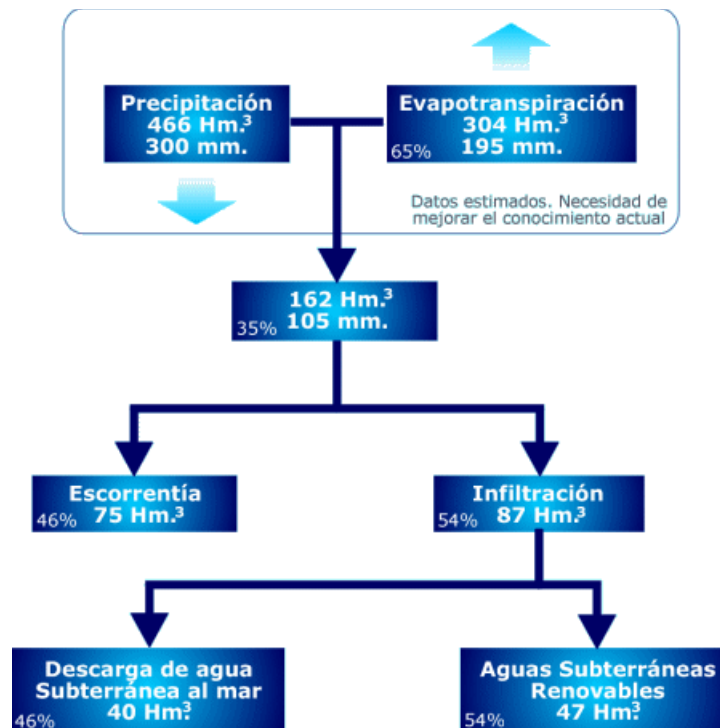 Precipitación
466 Hm.³
300 mm.
Evapotranspiración
304 Hm.³
65% 195 mm.
Datos estimados. Necesidad de
mejorar el conocimiento actual
162 Hm.³
35% 105 mm.
Escorrentía
46% 75 Hm.³
Infiltración
54% 87 Hm.³
Descarga de agua
Subterránea al mar
46% 40 Hm.³
Aguas Subterráneas
Renovables
54% 47 Hm.³